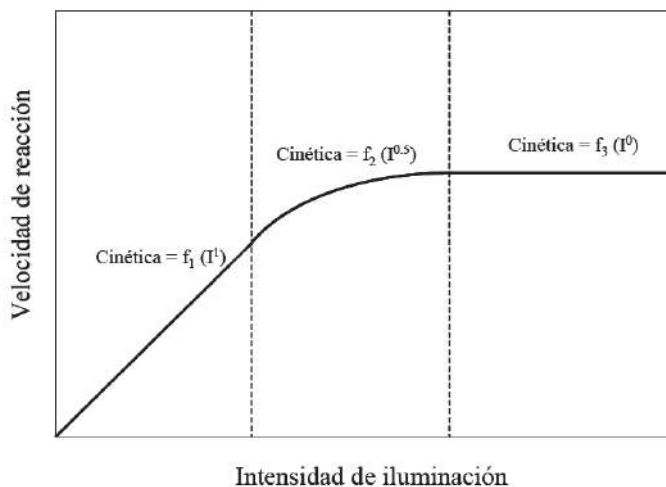 Velocidad de reacción
Cinética = f₁ (I¹)
Cinética = f₂ (I⁰·⁵)
Cinética = f₃ (I⁰)
Intensidad de iluminación